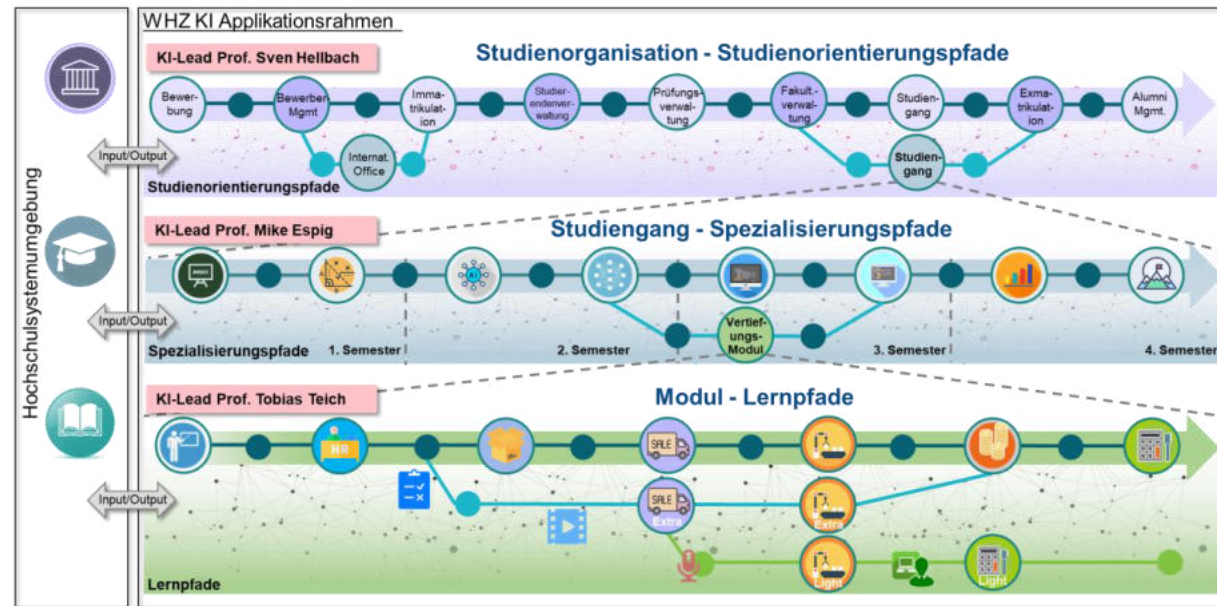 Hochschulsystemumgebung
WHZ KI Applikationsrahmen
KI-Lead Prof. Sven Hellbach
Studienorganisation - Studienorientierungspfade
Bewer-
bung
Bewerber
Mgmt
Imma-
trikulat-
ion
Studier-
endenver-
waltung
Prüfungs-
verwal-
tung
Fakult.-
verwal-
tung
Studien-
gang
Exma-
trikulat-
ion
Alumni
Mgmt.
Input/Output
Internat.
Office
Studien-
gang
Studienorientierungspfade
KI-Lead Prof. Mike Espig
Studiengang - Spezialisierungspfade
AI
Input/Output
Vertief-
ungs-
Modul
Spezialisierungspfade
1. Semester
2. Semester
3. Semester
4. Semester
KI-Lead Prof. Tobias Teich
Modul - Lernpfade
HR
SALE
Input/Output
SALE
Extra
Extra
Light
Light
Lernpfade